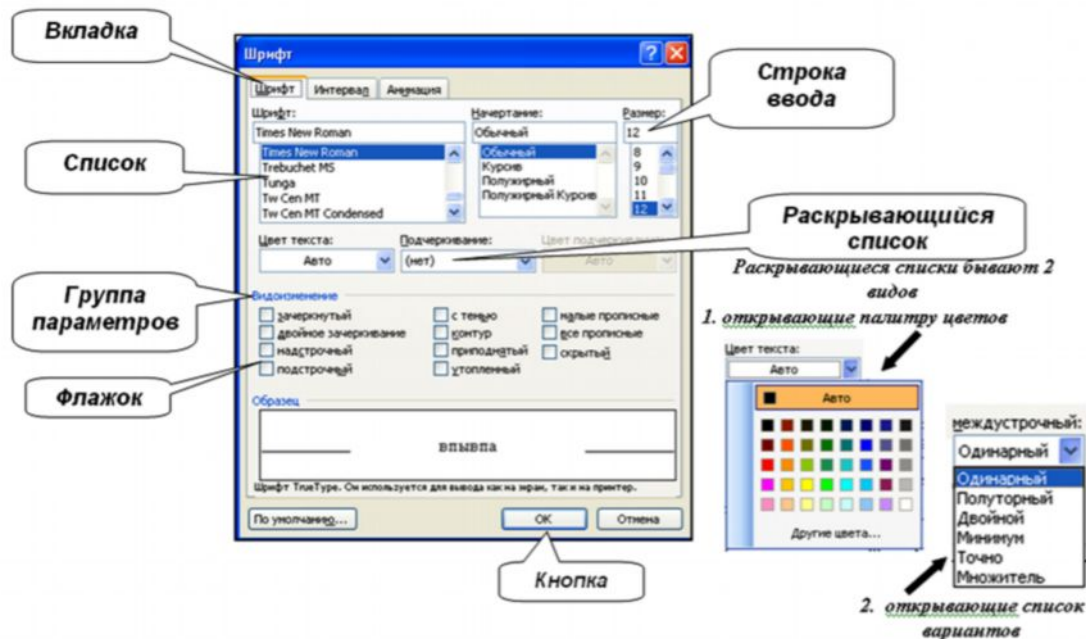 Вкладка
Шрифт
Строка
ввода
Шрифт
Интервал
Анимация
Шрифт:
Начертание:
Размер:
Times New Roman
Обычный
12
Список
Times New Roman
Trebuchet MS
Tunga
Tw Cen MT
Tw Cen MT Condensed
Обычный
Курсив
Полужирный
Полужирный Курсив
8
9
10
11
12
Раскрывающийся
список
Цвет текста:
Подчеркивание:
Цвет
Авто
(нет)
Авто
Раскрывающиеся списки бывают 2
видов
1. открывающие палитру цветов
Группа
параметров
Видоизменение
зачеркнутый
двойное зачеркивание
надстрочный
подстрочный
с тенью
контур
приподнятый
утопленный
малые прописные
все прописные
скрытый
Флажок
Цвет текста:
Авто
Авто
Другие цвета...
междустрочный:
Одинарный
Одинарный
Полуторный
Двойной
Минимум
Точно
Множитель
Образец
впывпа
Шрифт TrueType. Он используется для вывода как на экран, так и на принтер.
По умолчанию...
ОК
Отмена
Кнопка
2. открывающие список
вариантов